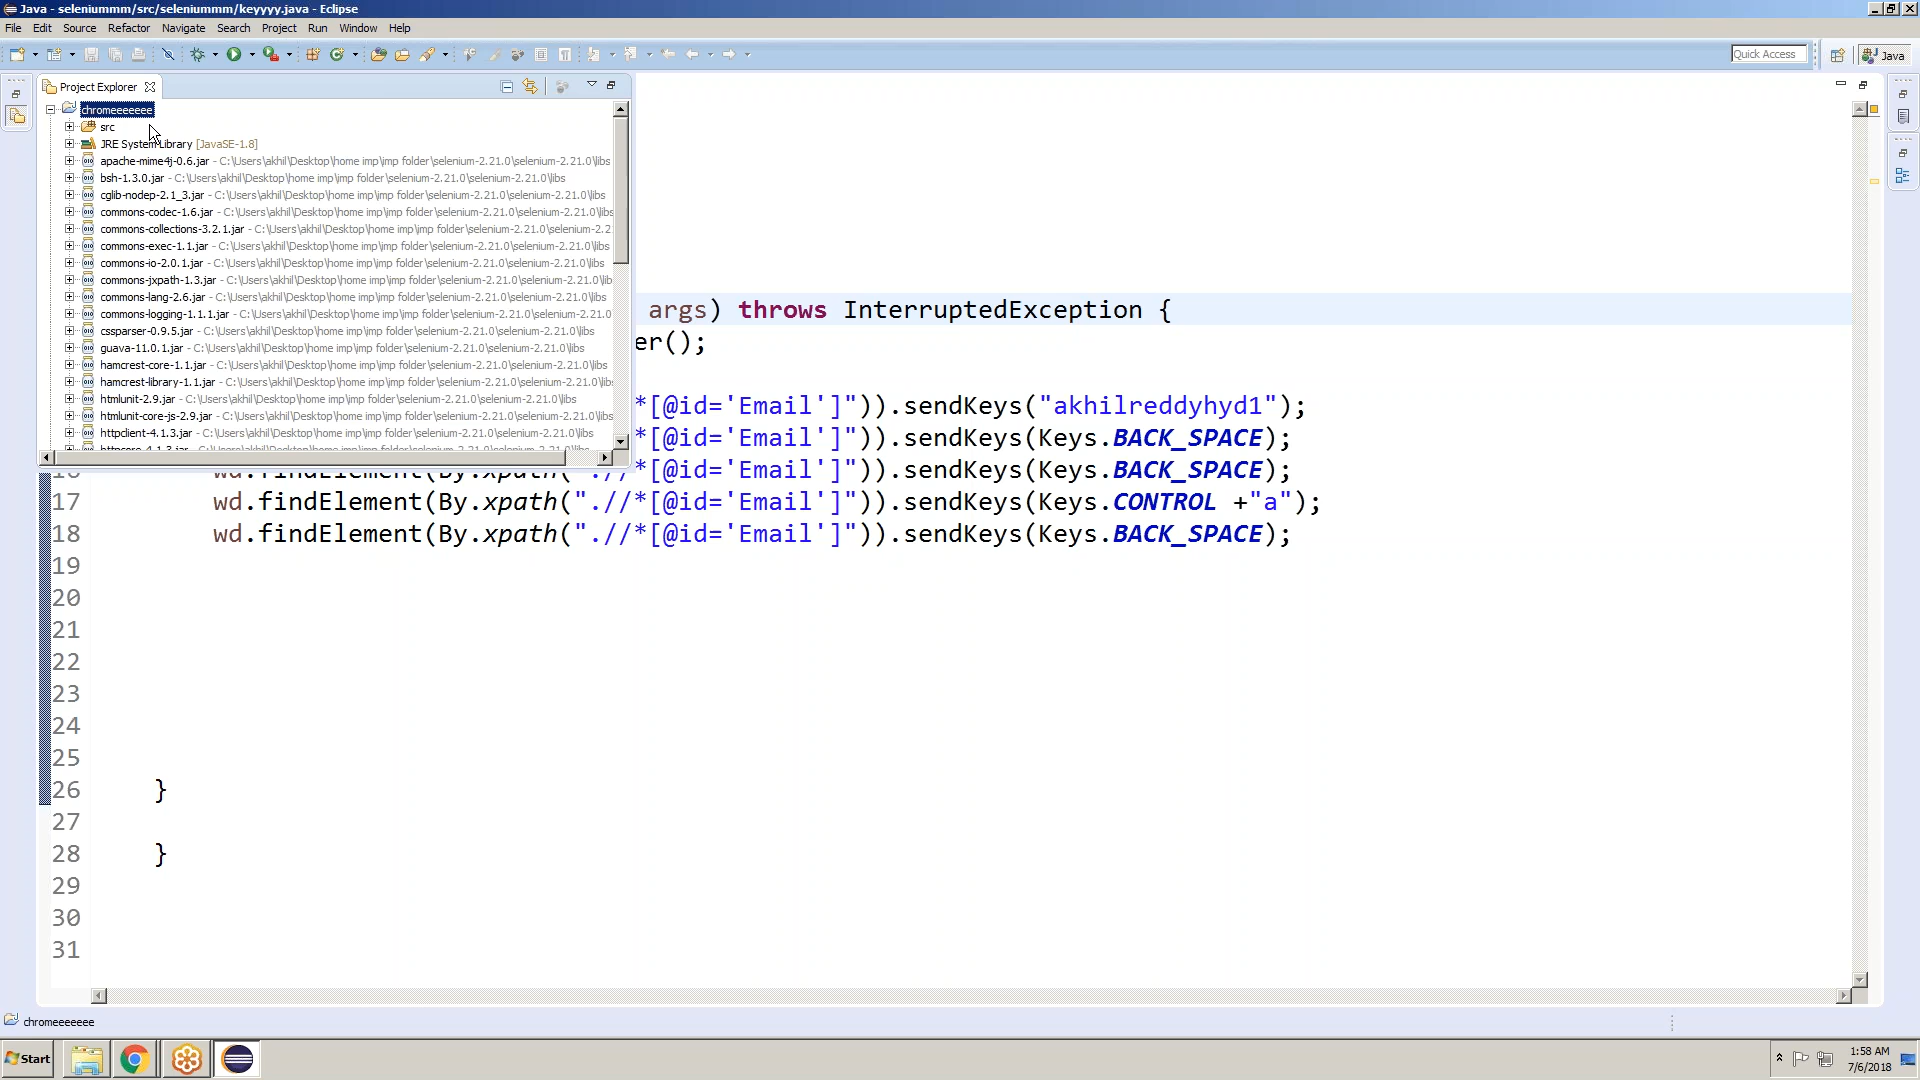 Java - seleniummm/src/seleniummm/keyyyy.java - Eclipse
File Edit Source Refactor Navigate Search Project Run Window Help
Quick Access
Java
Project Explorer
chromeeeeeee
src
JRE System Library [JavaSE-1.8]
apache-mime4j-0.6.jar - C:\Users\akhil\Desktop\home imp\imp folder\selenium-2.21.0\selenium-2.21.0\libs
bsh-1.3.0.jar - C:\Users\akhil\Desktop\home imp\imp folder\selenium-2.21.0\selenium-2.21.0\libs
cglib-nodep-2.1_3.jar - C:\Users\akhil\Desktop\home imp\imp folder\selenium-2.21.0\selenium-2.21.0\libs
commons-codec-1.6.jar - C:\Users\akhil\Desktop\home imp\imp folder\selenium-2.21.0\selenium-2.21.0\libs
commons-collections-3.2.1.jar - C:\Users\akhil\Desktop\home imp\imp folder\selenium-2.21.0\selenium-2.
commons-exec-1.1.jar - C:\Users\akhil\Desktop\home imp\imp folder\selenium-2.21.0\selenium-2.21.0\libs
commons-io-2.0.1.jar - C:\Users\akhil\Desktop\home imp\imp folder\selenium-2.21.0\selenium-2.21.0\libs
commons-jxpath-1.3.jar - C:\Users\akhil\Desktop\home imp\imp folder\selenium-2.21.0\selenium-2.21.0\lib
commons-lang-2.6.jar - C:\Users\akhil\Desktop\home imp\imp folder\selenium-2.21.0\selenium-2.21.0\libs
commons-logging-1.1.1.jar - C:\Users\akhil\Desktop\home imp\imp folder\selenium-2.21.0\selenium-2.21.0
cssparser-0.9.5.jar - C:\Users\akhil\Desktop\home imp\imp folder\selenium-2.21.0\selenium-2.21.0\libs
guava-11.0.1.jar - C:\Users\akhil\Desktop\home imp\imp folder\selenium-2.21.0\selenium-2.21.0\libs
hamcrest-core-1.1.jar - C:\Users\akhil\Desktop\home imp\imp folder\selenium-2.21.0\selenium-2.21.0\libs
hamcrest-library-1.1.jar - C:\Users\akhil\Desktop\home imp\imp folder\selenium-2.21.0\selenium-2.21.0\lib
htmlunit-2.9.jar - C:\Users\akhil\Desktop\home imp\imp folder\selenium-2.21.0\selenium-2.21.0\libs
htmlunit-core-js-2.9.jar - C:\Users\akhil\Desktop\home imp\imp folder\selenium-2.21.0\selenium-2.21.0\libs
httpclient-4.1.3.jar - C:\Users\akhil\Desktop\home imp\imp folder\selenium-2.21.0\selenium-2.21.0\libs
args) throws InterruptedException {
er();
*[@id='Email']")).sendKeys("akhilreddyhyd1");
*[@id='Email']")).sendKeys(Keys.BACK_SPACE);
16 wd.findElement(By.xpath(".//*[@id='Email']")).sendKeys(Keys.BACK_SPACE);
17 wd.findElement(By.xpath(".//*[@id='Email']")).sendKeys(Keys.CONTROL +"a");
18 wd.findElement(By.xpath(".//*[@id='Email']")).sendKeys(Keys.BACK_SPACE);
19
20
21
22
23
24
25
26 }
27
28 }
29
30
31
chromeeeeeee
Start
1:58 AM
7/6/2018